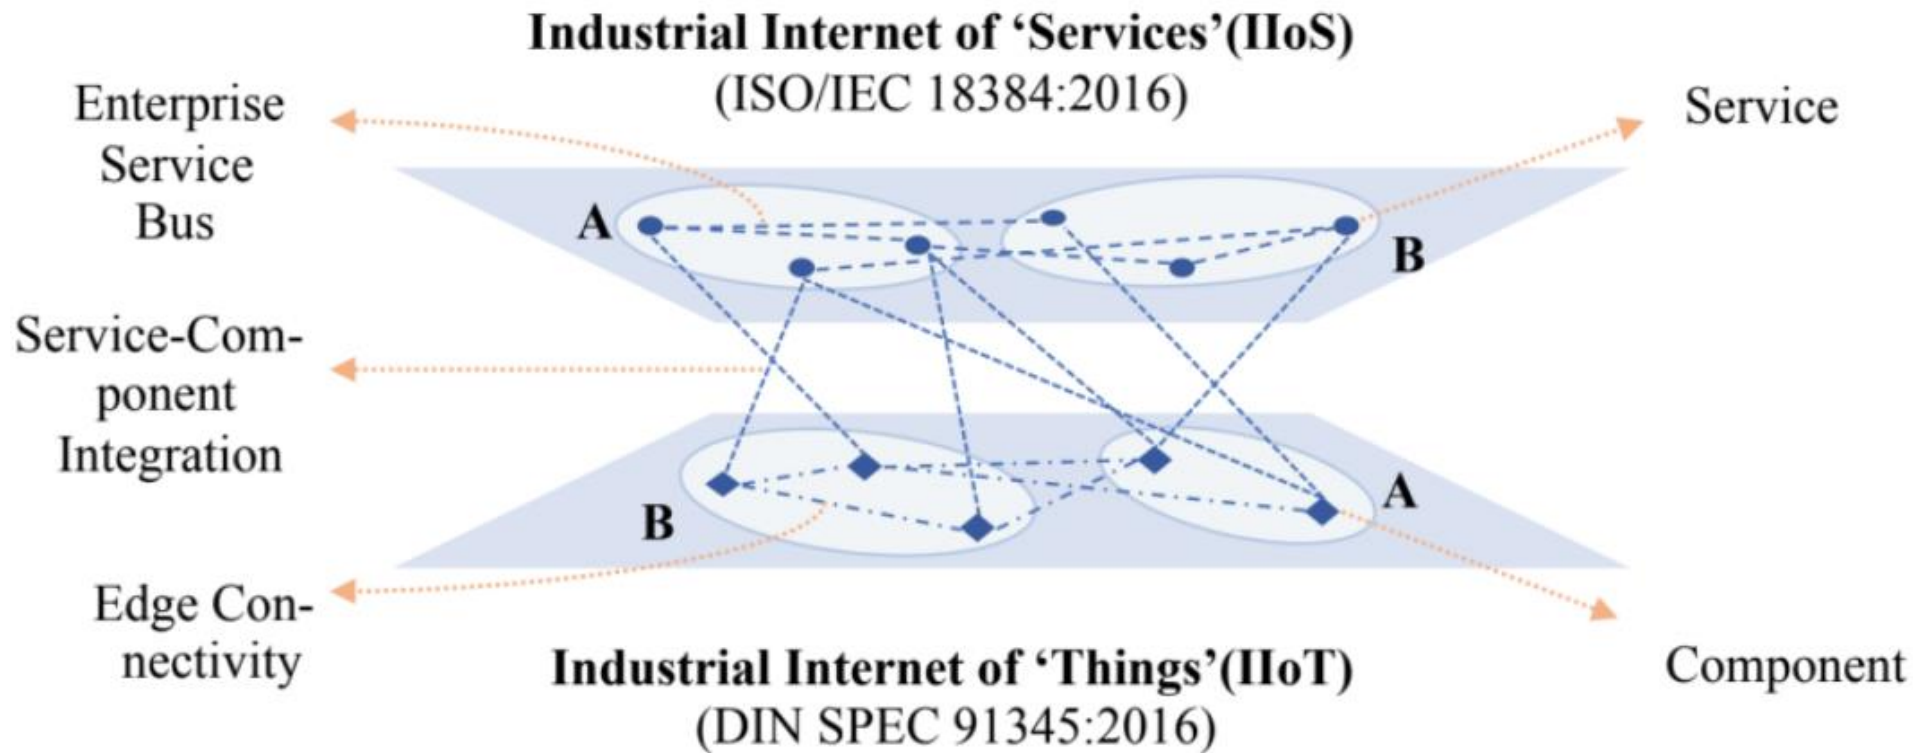 Industrial Internet of ‘Services’(IIoS)
(ISO/IEC 18384:2016)
Enterprise
Service
Bus
Service
A
B
Service-Com-
ponent
Integration
B
A
Edge Con-
nectivity
Component
Industrial Internet of ‘Things’(IIoT)
(DIN SPEC 91345:2016)